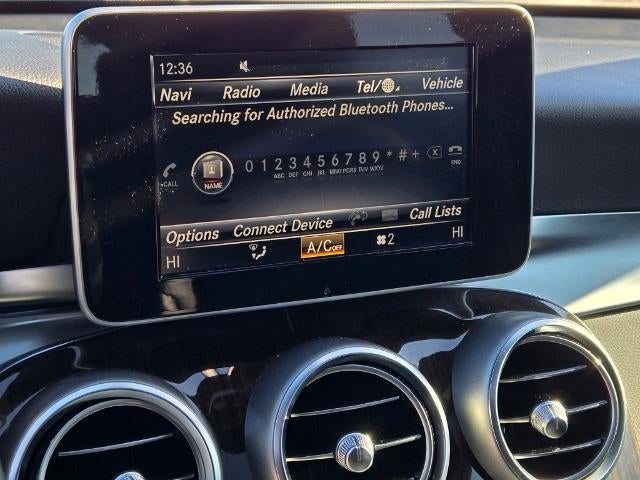 12:36
Navi Radio Media Tel/ Vehicle
Searching for Authorized Bluetooth Phones...
0 1 2 3 4 5 6 7 8 9 * # +
ABC DEF GHI JKL MNO PQRS TUV WXYZ
CALL NAME END
Options Connect Device Call Lists
HI A/C OFF 2 HI